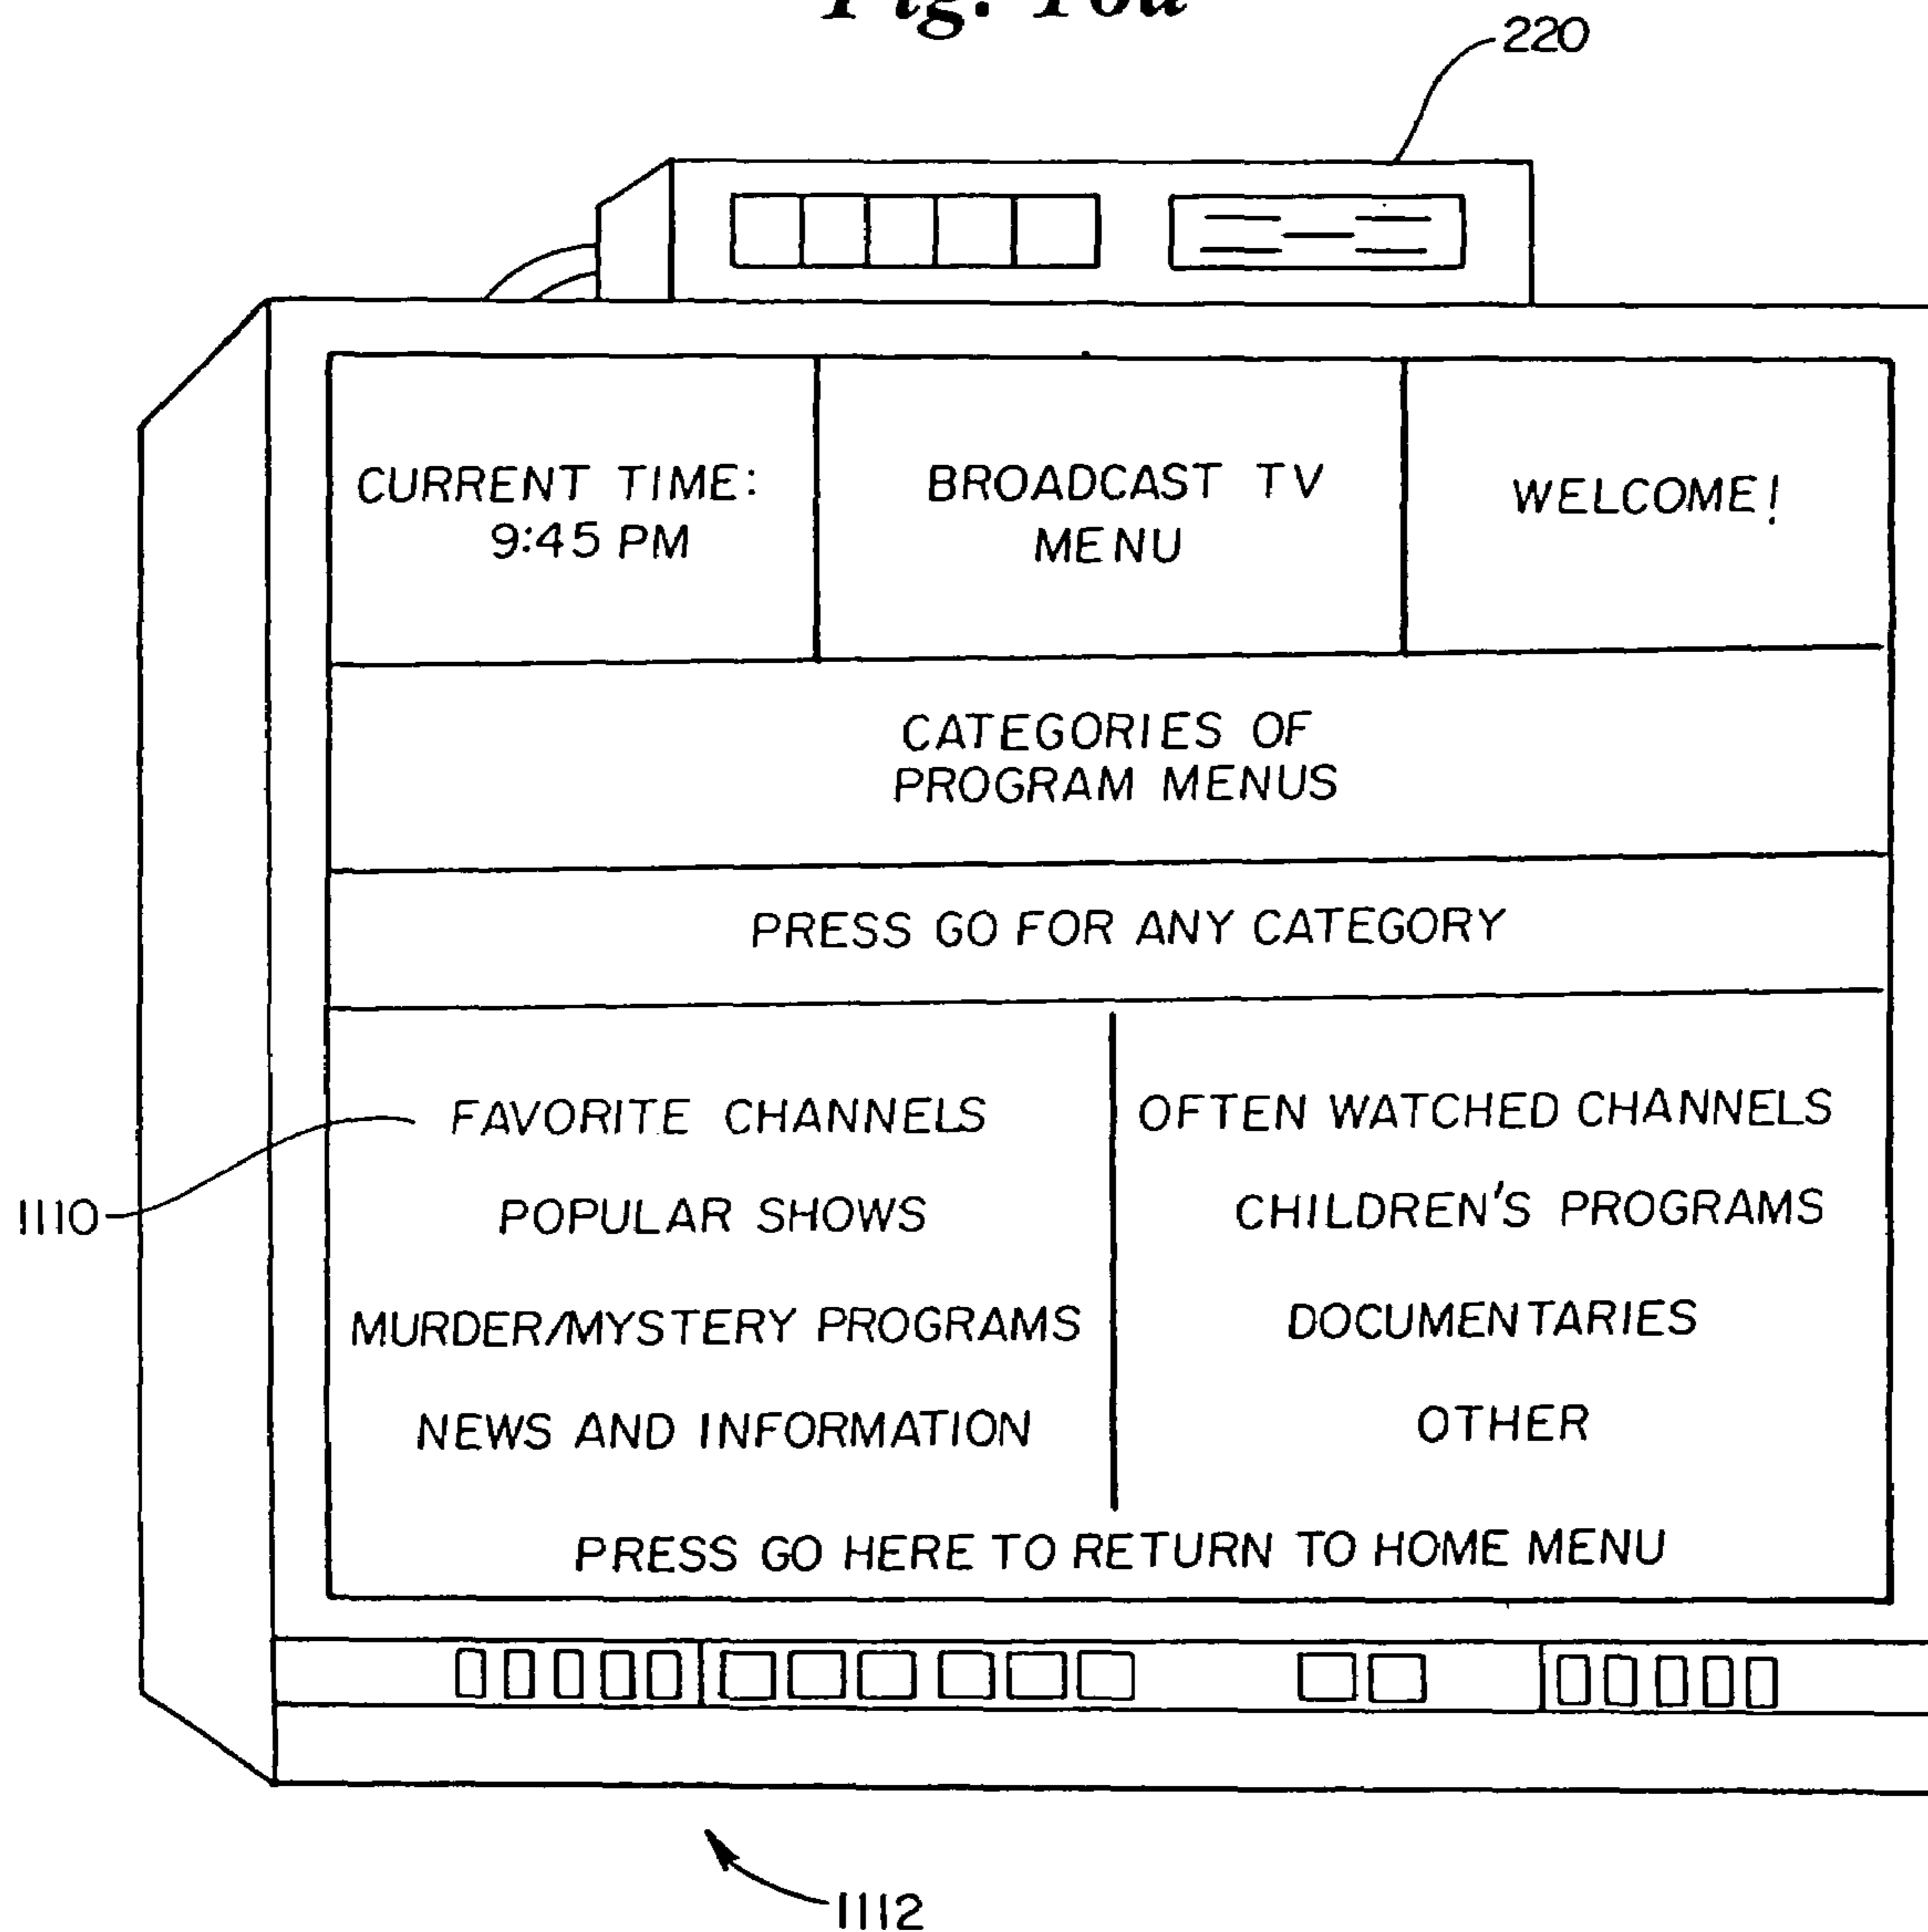 Fig. 16a
220
CURRENT TIME:
9:45 PM
BROADCAST TV
MENU
WELCOME!
CATEGORIES OF
PROGRAM MENUS
PRESS GO FOR ANY CATEGORY
FAVORITE CHANNELS
OFTEN WATCHED CHANNELS
1110
POPULAR SHOWS
CHILDREN'S PROGRAMS
MURDER/MYSTERY PROGRAMS
DOCUMENTARIES
NEWS AND INFORMATION
OTHER
PRESS GO HERE TO RETURN TO HOME MENU
1112